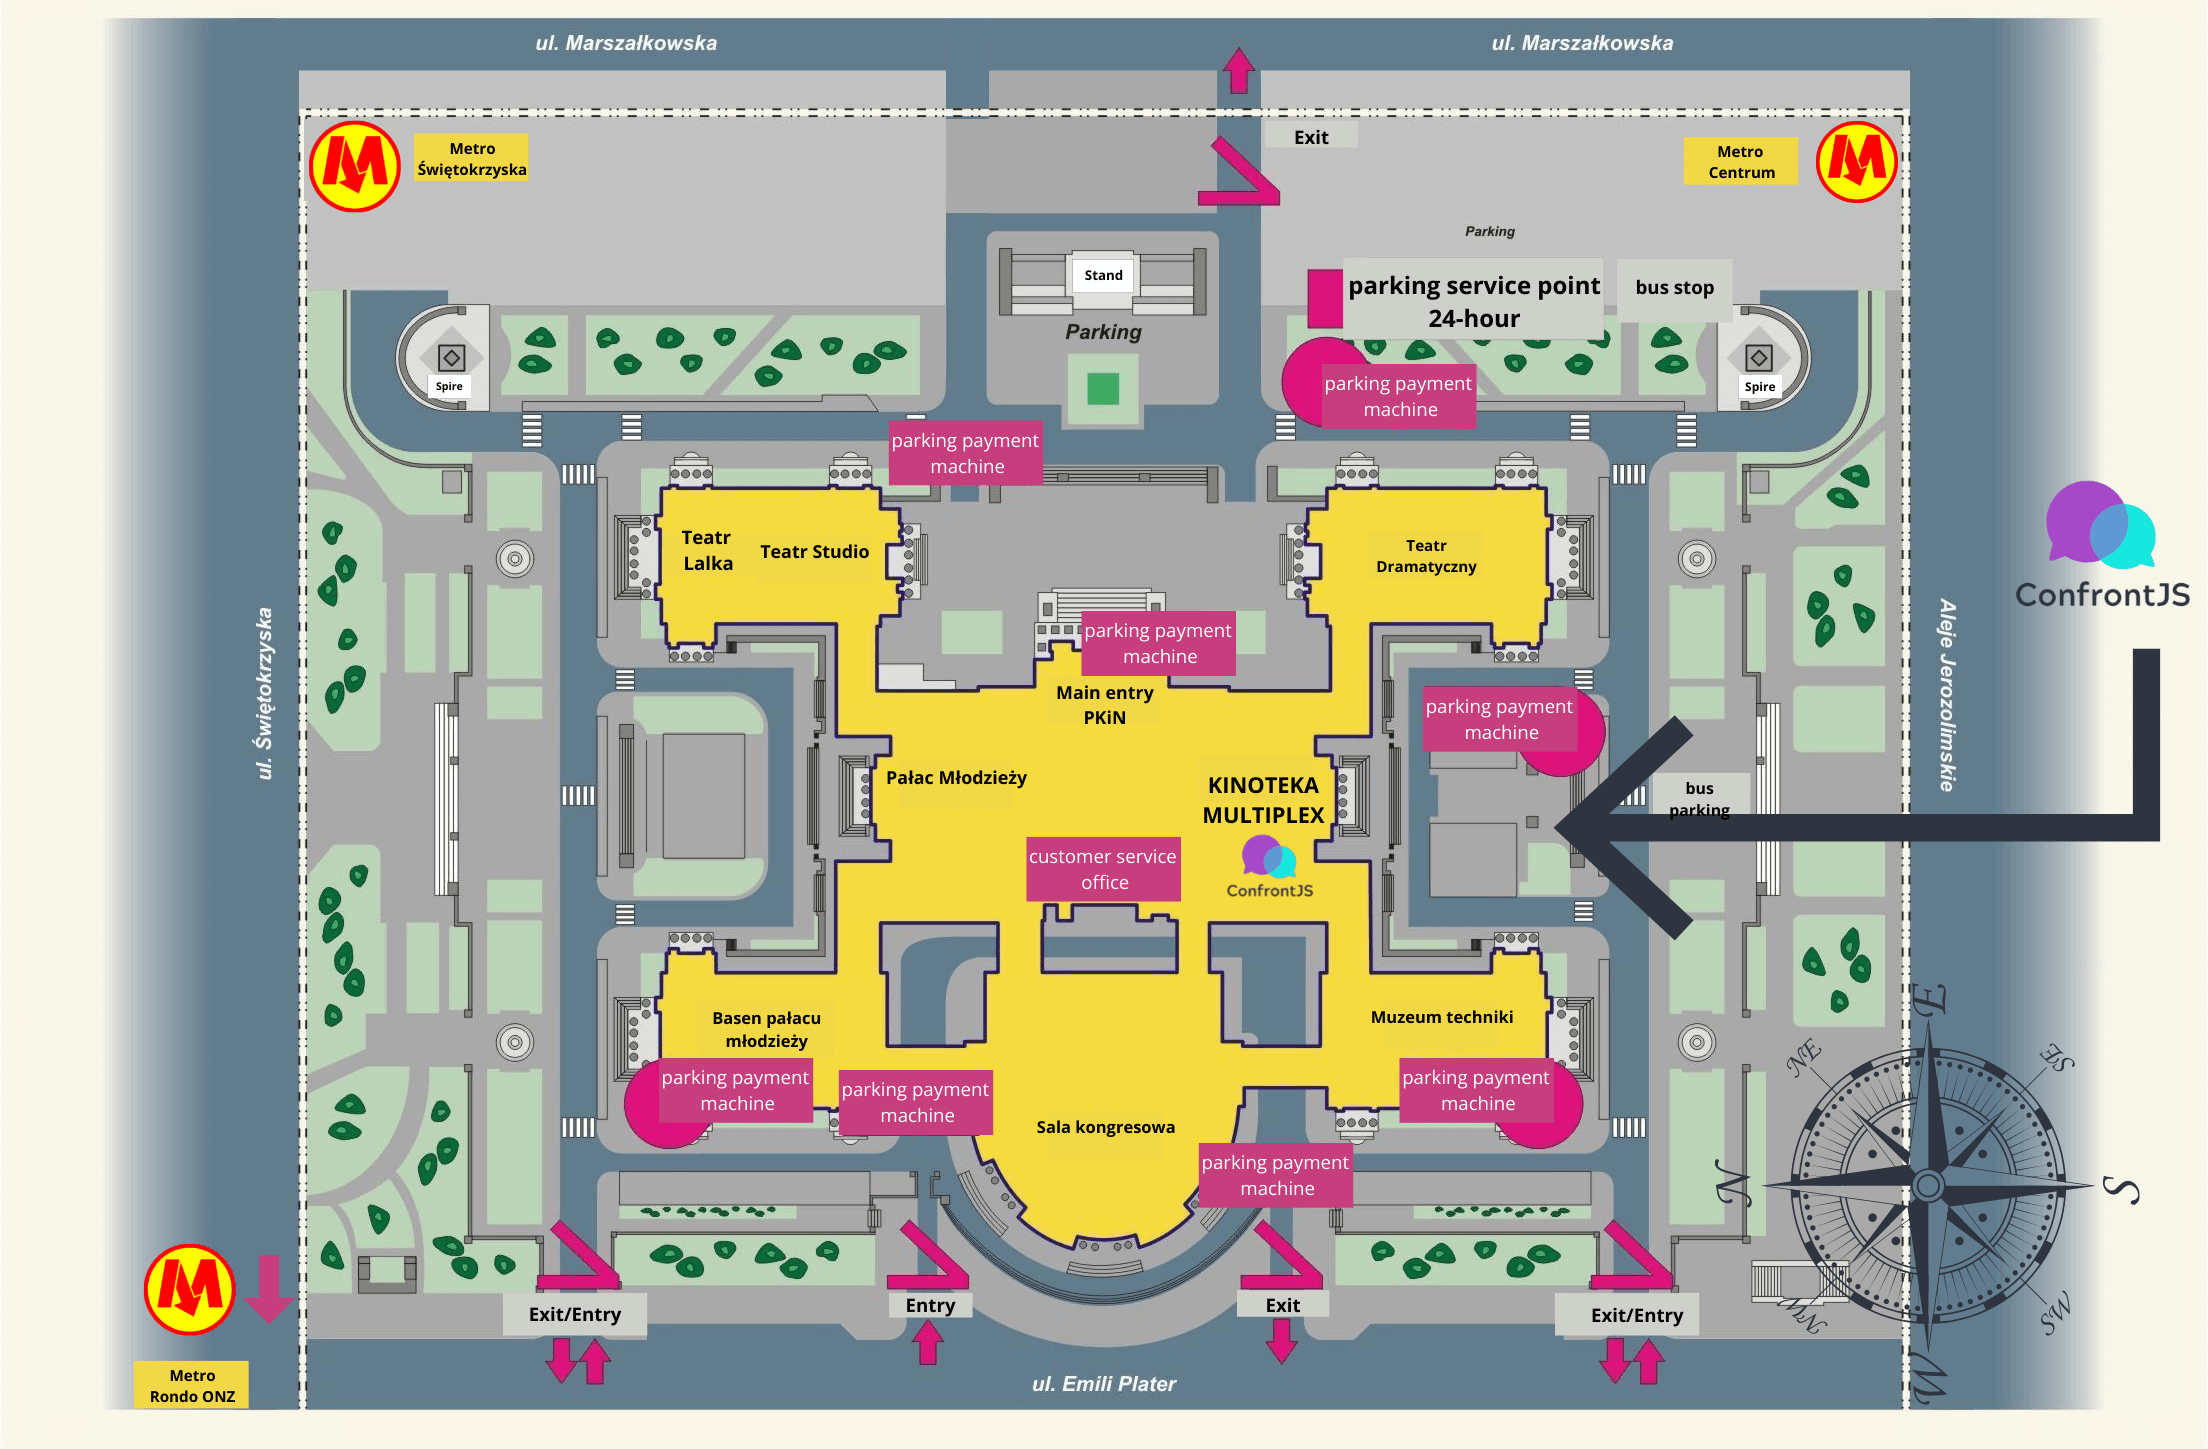 ul. Marszałkowska
ul. Marszałkowska
Metro
Świętokrzyska
Exit
Metro
Centrum
Parking
Stand
parking service point
24-hour
bus stop
Parking
Spire
Spire
parking payment
machine
parking payment
machine
Teatr
Lalka
Teatr Studio
Teatr
Dramatyczny
ConfrontJS
ul. Świętokrzyska
Aleje Jerozolimskie
parking payment
machine
Main entry
PKiN
parking payment
machine
Pałac Młodzieży
KINOTEKA
MULTIPLEX
bus
parking
customer service
office
ConfrontJS
Basen pałacu
młodzieży
Muzeum techniki
parking payment
machine
parking payment
machine
parking payment
machine
Sala kongresowa
parking payment
machine
E
NE
SE
N
S
NW
SW
W
Exit/Entry
Entry
Exit
Exit/Entry
Metro
Rondo ONZ
ul. Emili Plater